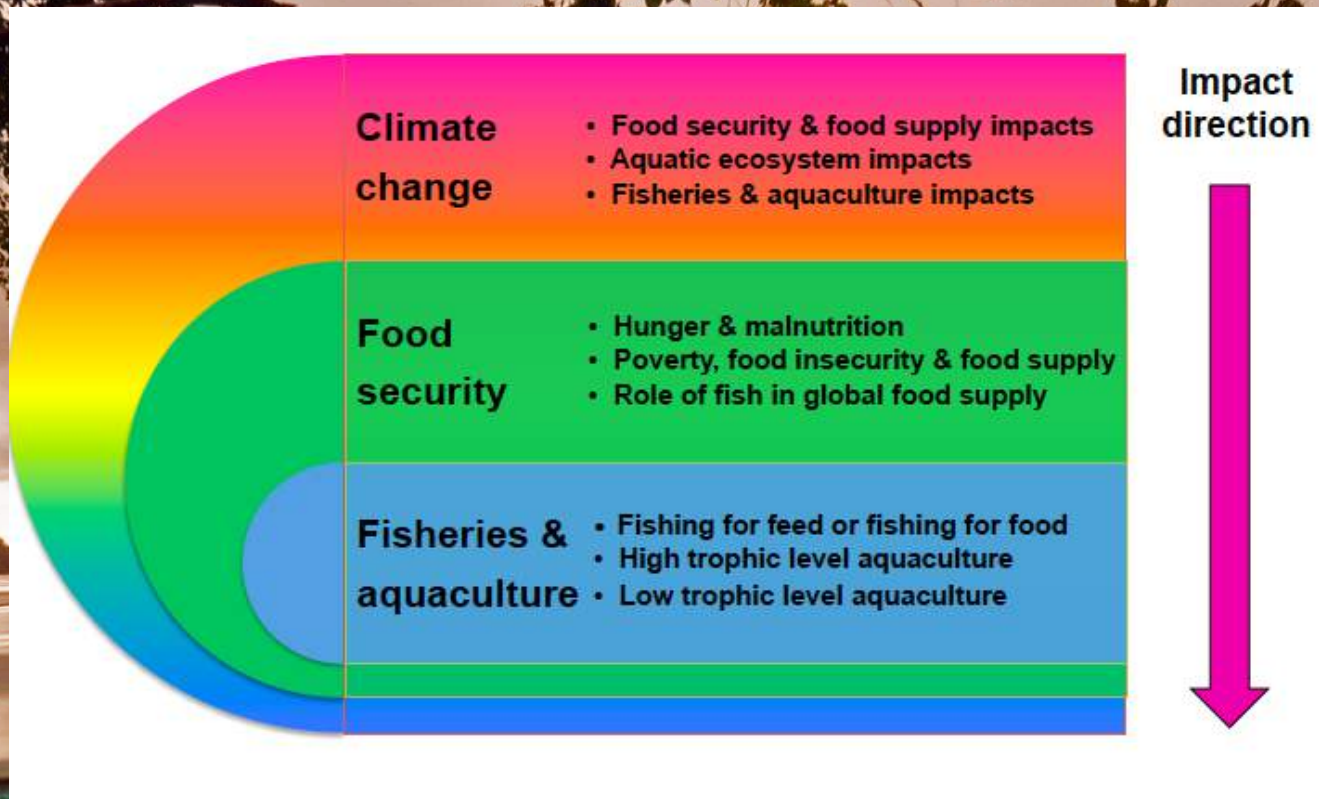 Climate
change
• Food security & food supply impacts
• Aquatic ecosystem impacts
• Fisheries & aquaculture impacts
Food
security
• Hunger & malnutrition
• Poverty, food insecurity & food supply
• Role of fish in global food supply
Fisheries &
aquaculture
• Fishing for feed or fishing for food
• High trophic level aquaculture
• Low trophic level aquaculture
Impact
direction